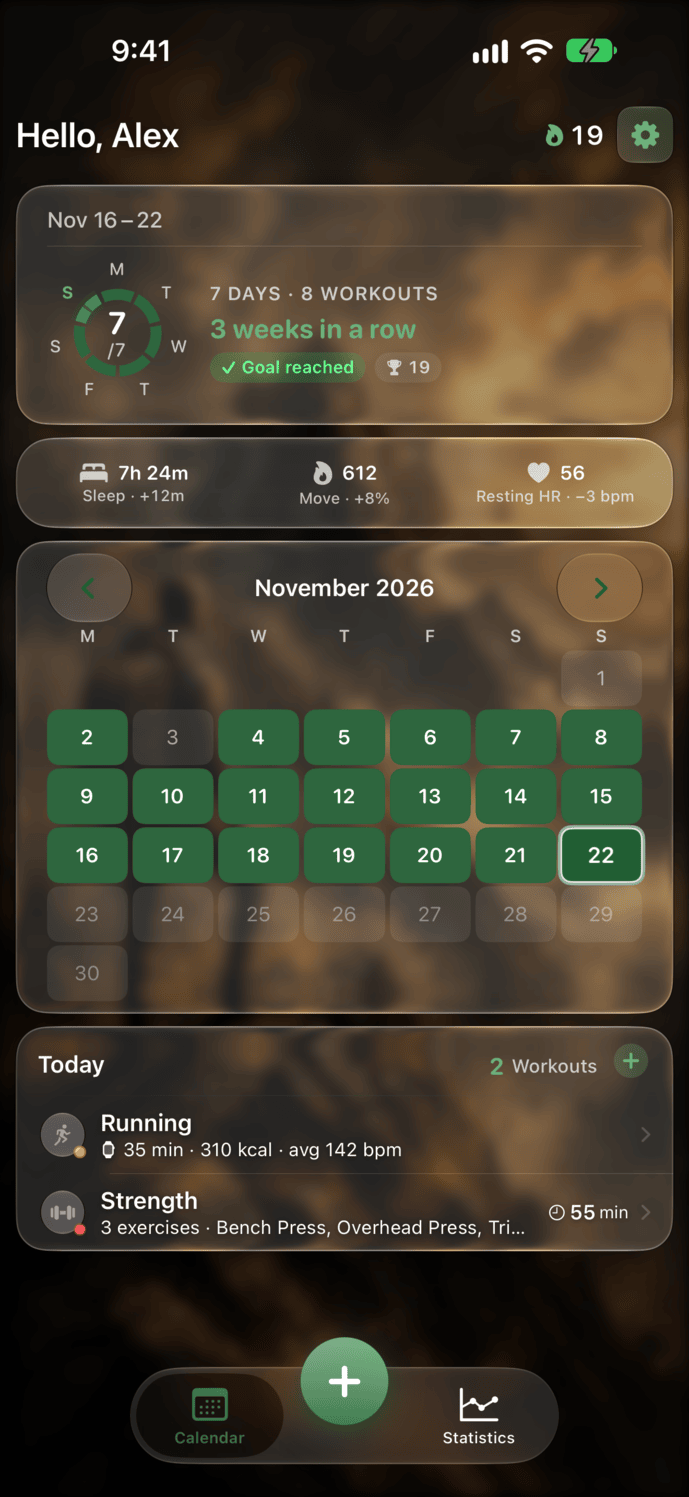 9:41
Hello, Alex
19
Nov 16 – 22
M
T
W
T
F
S
S
7
/7
7 DAYS · 8 WORKOUTS
3 weeks in a row
Goal reached
19
7h 24m
Sleep · +12m
612
Move · +8%
56
Resting HR · −3 bpm
November 2026
M T W T F S S
1
2 3 4 5 6 7 8
9 10 11 12 13 14 15
16 17 18 19 20 21 22
23 24 25 26 27 28 29
30
Today
2 Workouts
Running
35 min · 310 kcal · avg 142 bpm
Strength
3 exercises · Bench Press, Overhead Press, Tri...
55 min
Calendar
Statistics